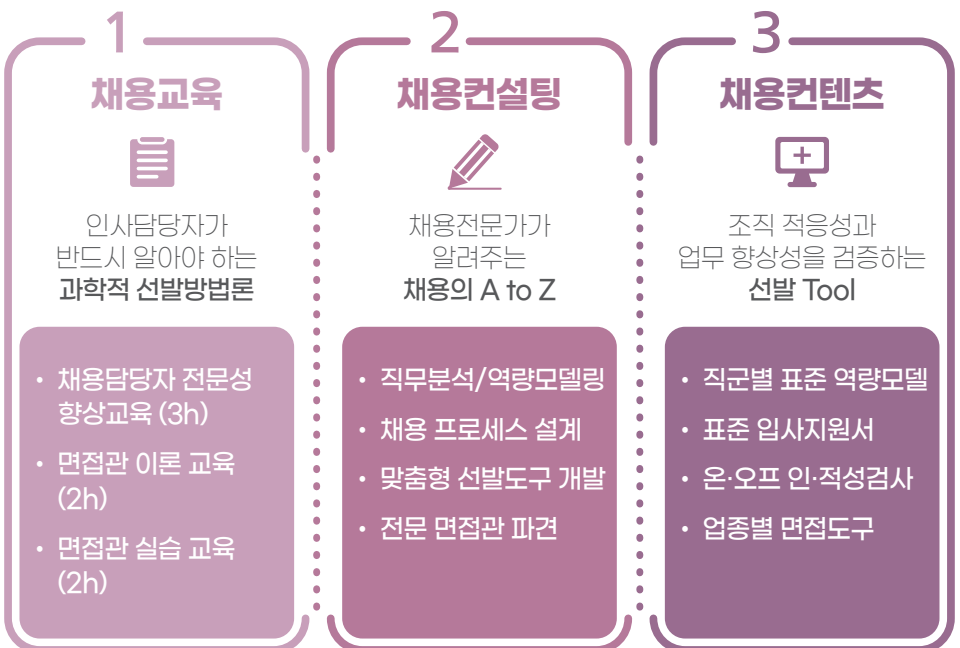 1
채용교육
인사담당자가
반드시 알아야 하는
과학적 선발방법론
· 채용담당자 전문성
향상교육 (3h)
· 면접관 이론 교육
(2h)
· 면접관 실습 교육
(2h)
2
채용컨설팅
채용전문가가
알려주는
채용의 A to Z
· 직무분석/역량모델링
· 채용 프로세스 설계
· 맞춤형 선발도구 개발
· 전문 면접관 파견
3
채용컨텐츠
조직 적응성과
업무 향상성을 검증하는
선발 Tool
· 직군별 표준 역량모델
· 표준 입사지원서
· 온·오프 인·적성검사
· 업종별 면접도구